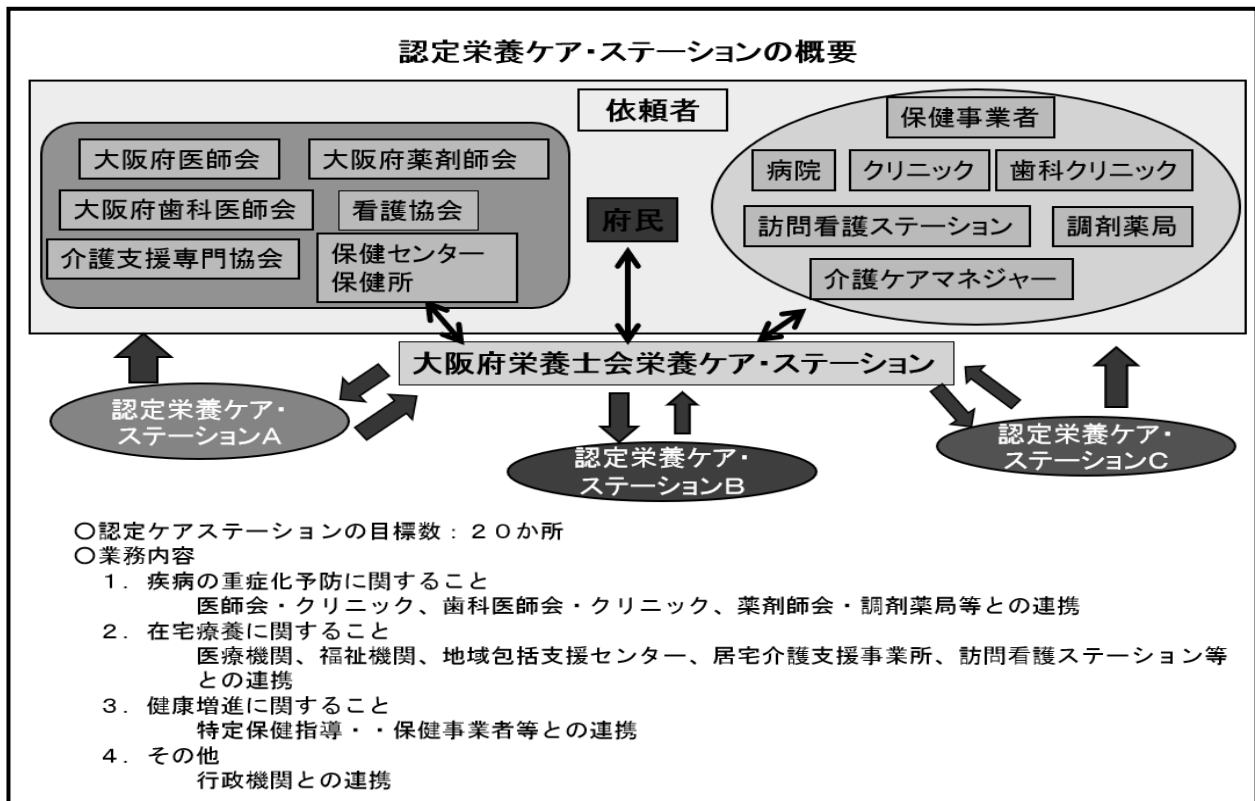 認定栄養ケア・ステーションの概要
依頼者
大阪府医師会
大阪府薬剤師会
大阪府歯科医師会
看護協会
介護支援専門協会
保健センター
保健所
府民
保健事業者
病院
クリニック
歯科クリニック
訪問看護ステーション
調剤薬局
介護ケアマネジャー
大阪府栄養士会栄養ケア・ステーション
認定栄養ケア・
ステーションA
認定栄養ケア・
ステーションB
認定栄養ケア・
ステーションC
○認定ケアステーションの目標数：２０か所
○業務内容
１．疾病の重症化予防に関すること
医師会・クリニック、歯科医師会・クリニック、薬剤師会・調剤薬局等との連携
２．在宅療養に関すること
医療機関、福祉機関、地域包括支援センター、居宅介護支援事業所、訪問看護ステーション等
との連携
３．健康増進に関すること
特定保健指導・・保健事業者等との連携
４．その他
行政機関との連携